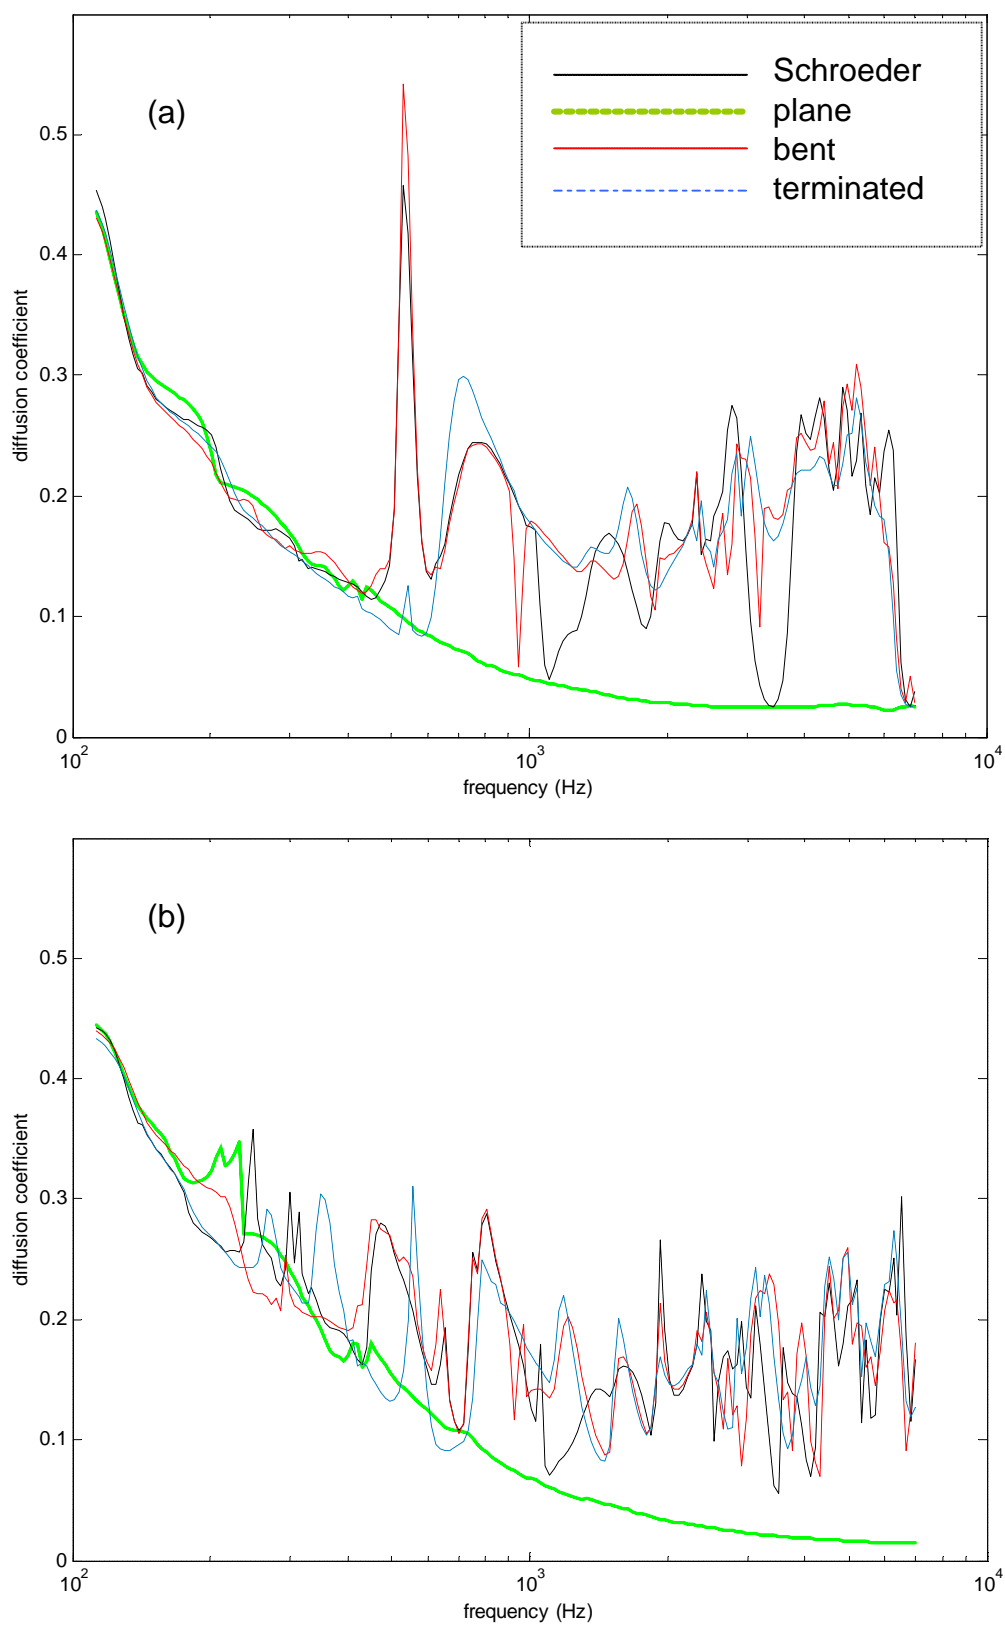 (a)
Schroeder
plane
bent
terminated
0.5
0.4
0.3
0.2
0.1
0
diffusion coefficient
10^2
10^3
10^4
frequency (Hz)
(b)
0.5
0.4
0.3
0.2
0.1
0
diffusion coefficient
10^2
10^3
10^4
frequency (Hz)